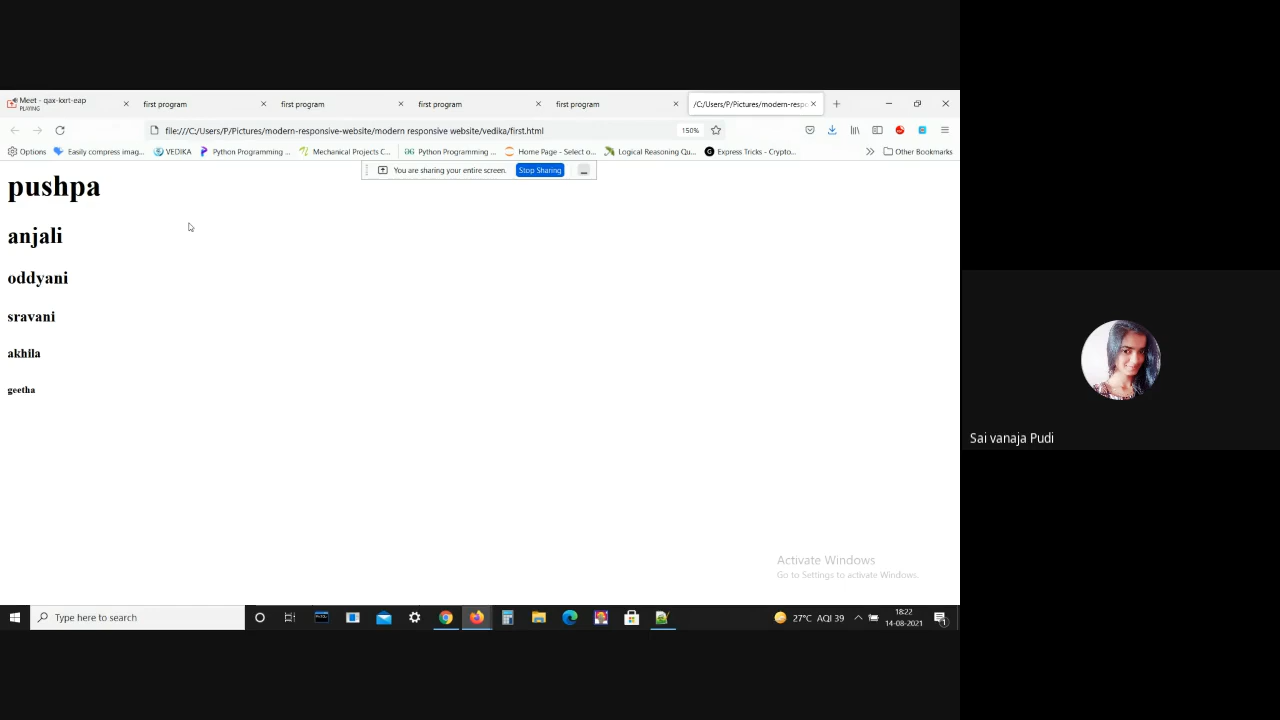 Meet - qax-ixrt-eap
PLAYING
first program
first program
first program
first program
/C:/Users/P/Pictures/modern-respo
file:///C:/Users/P/Pictures/modern-responsive-website/modern responsive website/vedika/first.html
150%
Options
Easily compress imag...
VEDIKA
Python Programming ...
Mechanical Projects C...
Python Programming ...
Home Page - Select o...
Logical Reasoning Qu...
Express Tricks - Crypto...
Other Bookmarks
You are sharing your entire screen.
Stop Sharing
pushpa
anjali
oddyani
sravani
akhila
geetha
Sai vanaja Pudi
Activate Windows
Go to Settings to activate Windows.
Type here to search
27°C AQI 39
18:22
14-08-2021